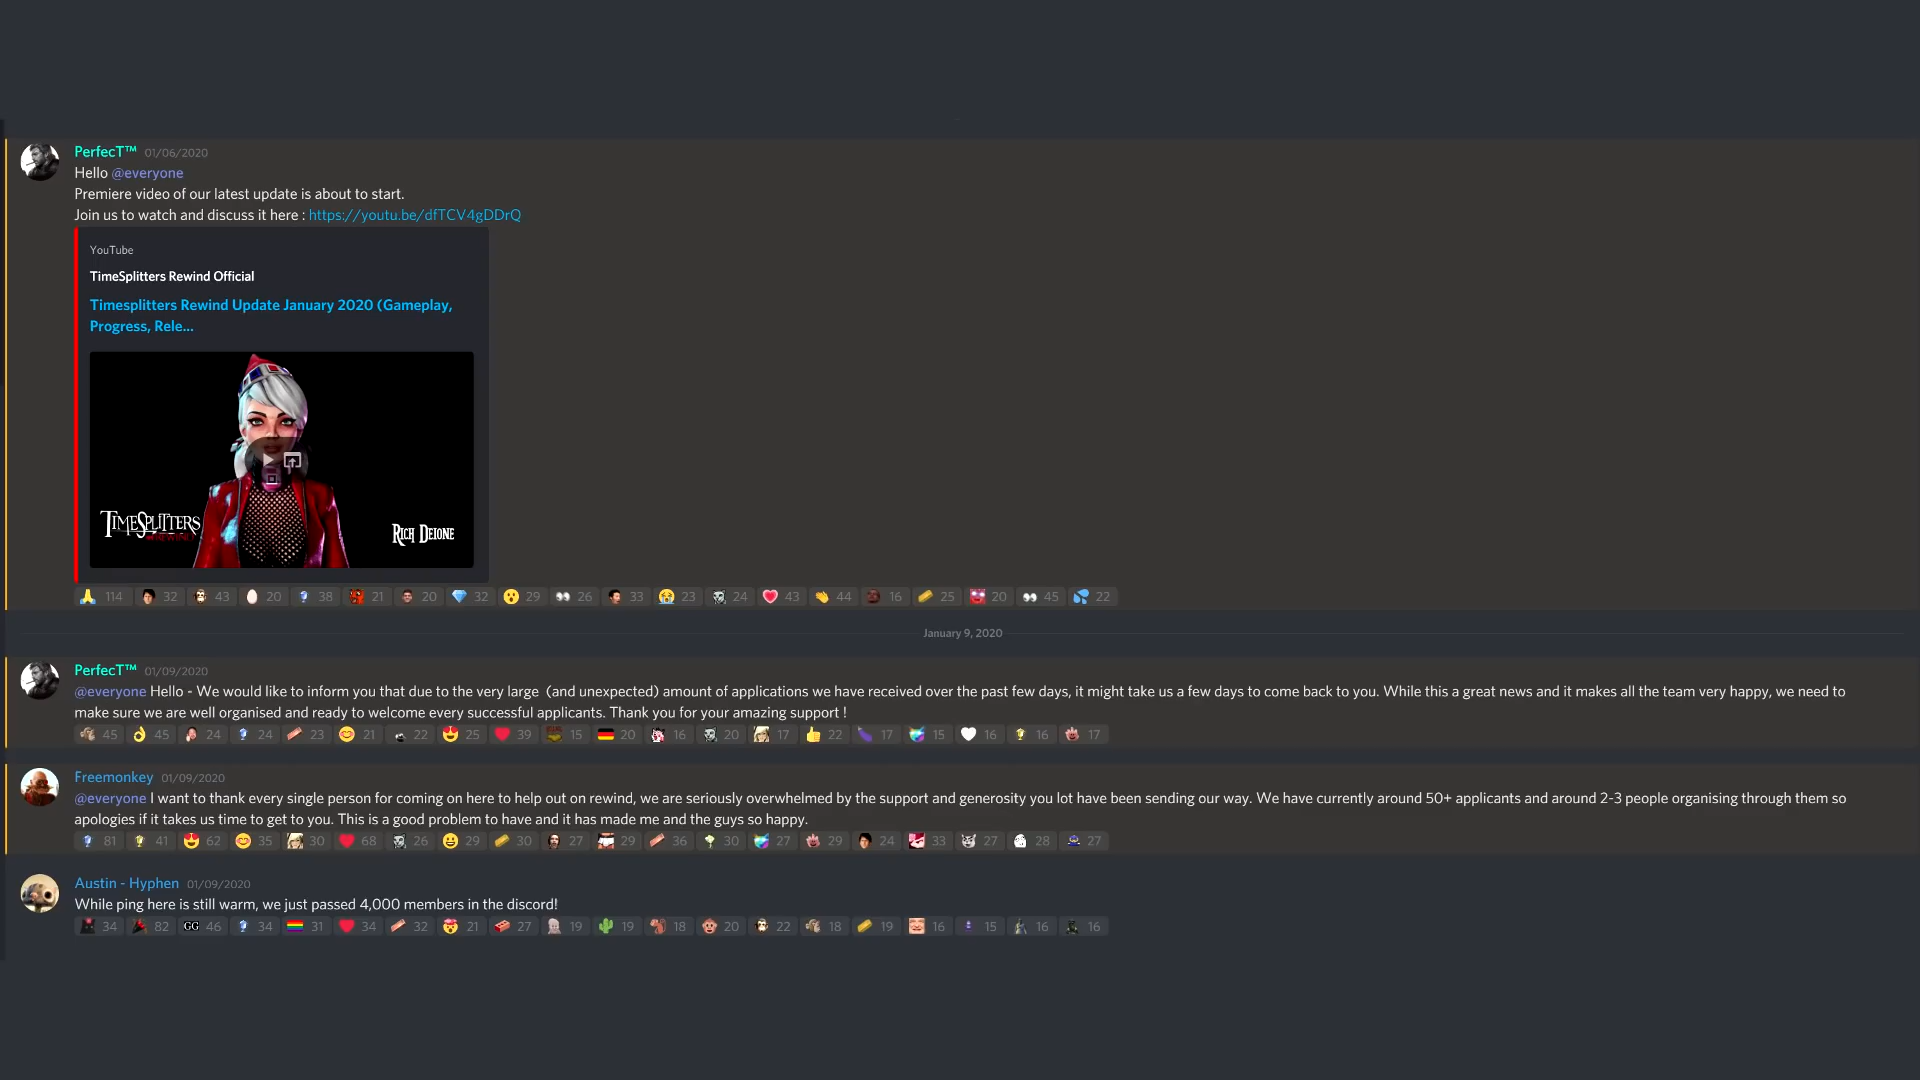 PerfecT™ 01/06/2020
Hello @everyone
Premiere video of our latest update is about to start.
Join us to watch and discuss it here : https://youtu.be/dfTCV4gDDrQ
YouTube
TimeSplitters Rewind Official
Timesplitters Rewind Update January 2020 (Gameplay,
Progress, Rele...
TIMESPLITTERS
REWIND
RICH DEIONE
114 32 43 20 38 21 20 32 29 26 33 23 24 43 44 16 25 20 45 22
January 9, 2020
PerfecT™ 01/09/2020
@everyone Hello - We would like to inform you that due to the very large  (and unexpected) amount of applications we have received over the past few days, it might take us a few days to come back to you. While this a great news and it makes all the team very happy, we need to
make sure we are well organised and ready to welcome every successful applicants. Thank you for your amazing support !
45 45 24 24 23 21 22 25 39 15 20 16 20 17 22 17 15 16 16 17
Freemonkey 01/09/2020
@everyone I want to thank every single person for coming on here to help out on rewind, we are seriously overwhelmed by the support and generosity you lot have been sending our way. We have currently around 50+ applicants and around 2-3 people organising through them so
apologies if it takes us time to get to you. This is a good problem to have and it has made me and the guys so happy.
81 41 62 35 30 68 26 29 30 27 29 36 30 27 29 24 33 27 28 27
Austin - Hyphen 01/09/2020
While ping here is still warm, we just passed 4,000 members in the discord!
34 82 GG 46 34 31 34 32 21 27 19 19 18 20 22 18 19 16 15 16 16